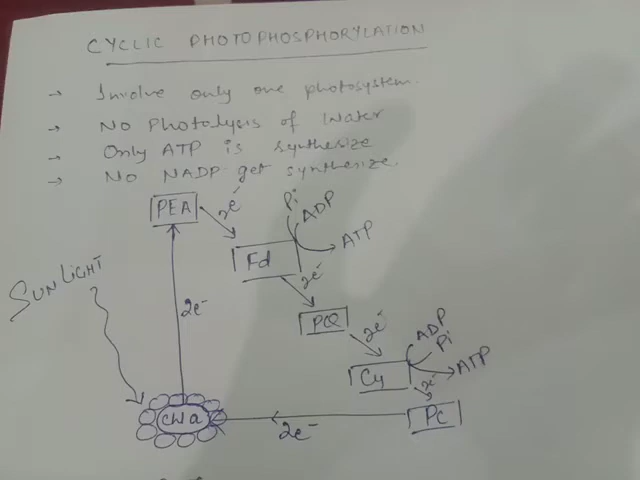 CYCLIC PHOTOPHOSPHORYLATION
→ Involve only one photosystem.
→ No Photolysis of Water
→ Only ATP is synthesize
→ No NADP get synthesize.
PEA
2e⁻
Pi
ADP
ATP
Fd
2e⁻
SUNLIGHT
2e⁻
PCQ
2e⁻
ADP
Pi
ATP
Cy
2e⁻
Chl a
2e⁻
PC